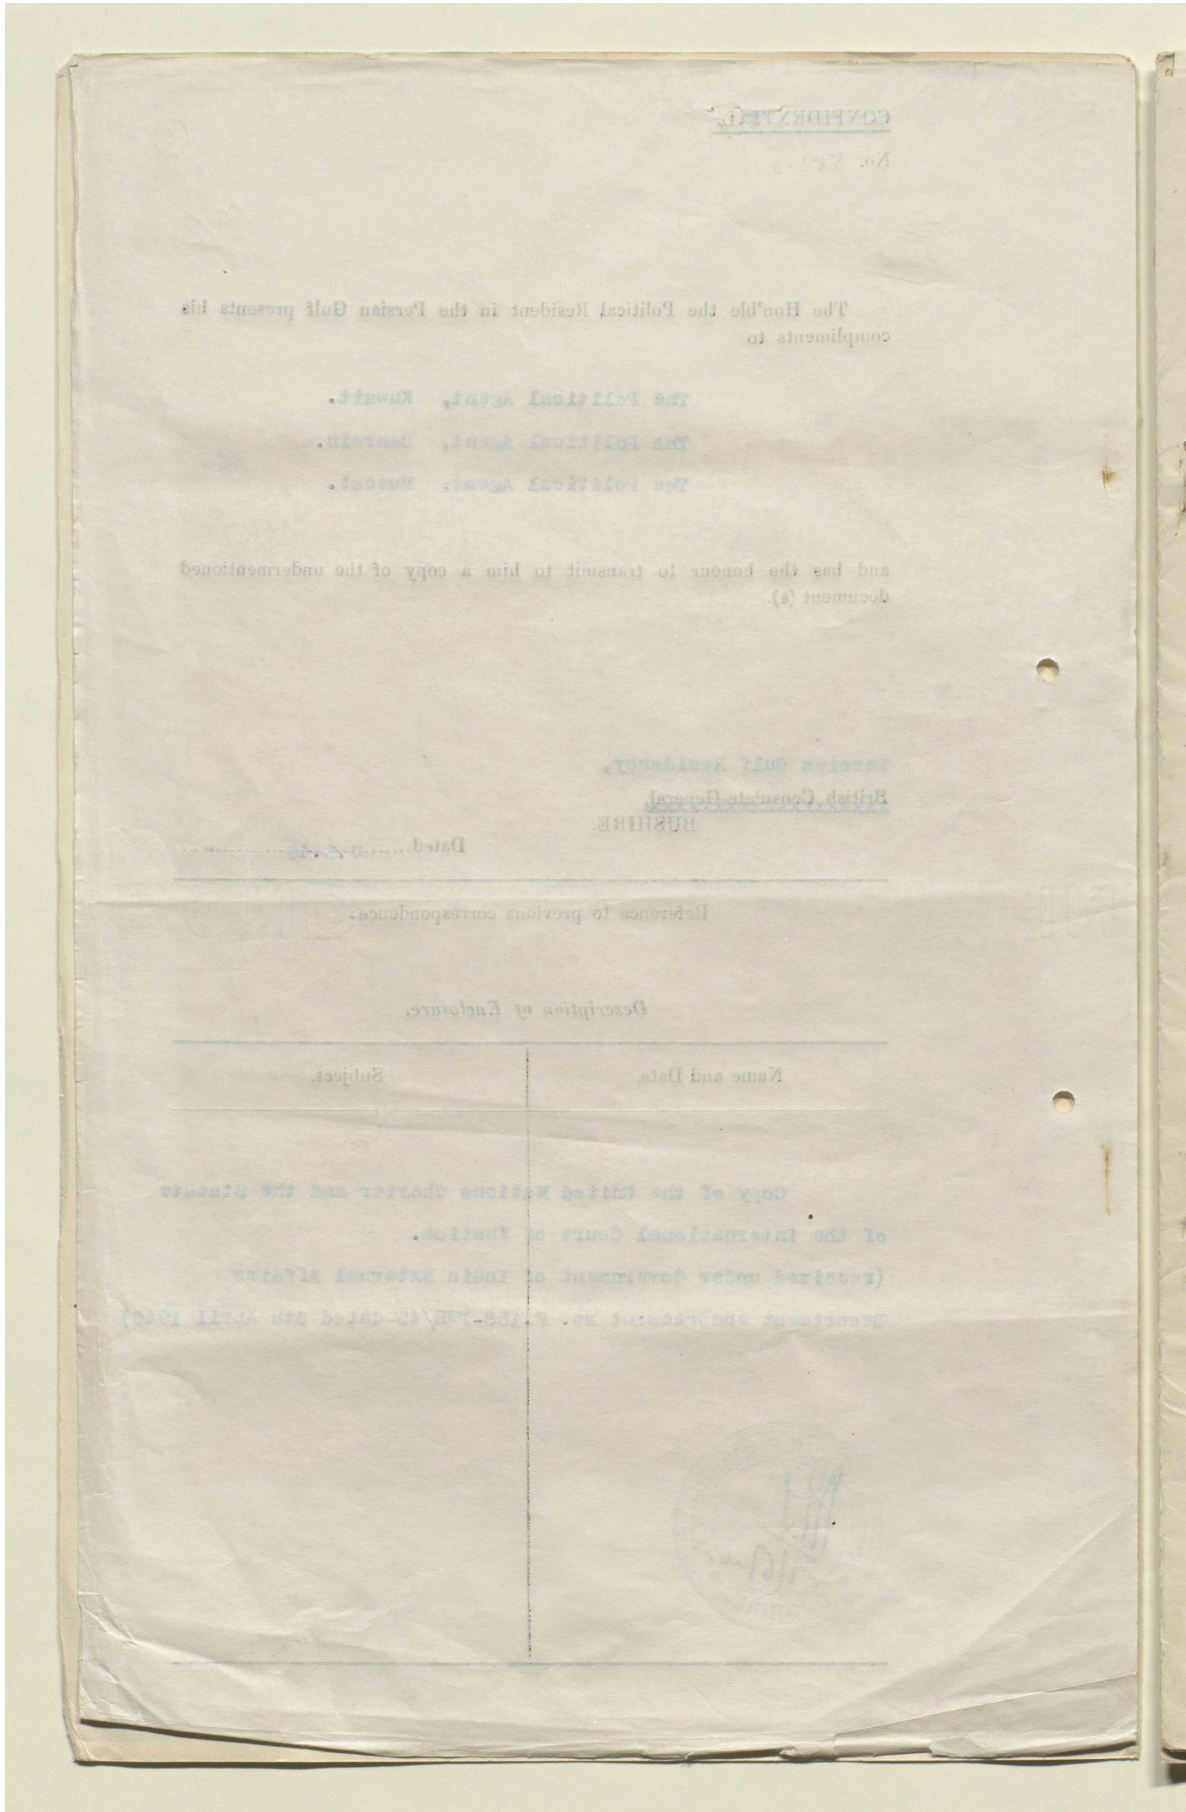 CONFIDENTIAL.
No.
The Hon'ble the Political Resident in the Persian Gulf presents his
compliments to
The Political Agent, Kuwait.
The Political Agent, Bahrain.
The Political Agent, Muscat.
and has the honour to transmit to him a copy of the undermentioned
document (s).
Persian Gulf Residency,
British Consulate-General,
BUSHIRE.
Dated
Reference to previous correspondence:
Description of Enclosure.
Name and Date. Subject.
Copy of the United Nations Charter and the Statute
of the International Court of Justice.
(received under Government of India External Affairs
Department endorsement No. dated 8th April 1946)